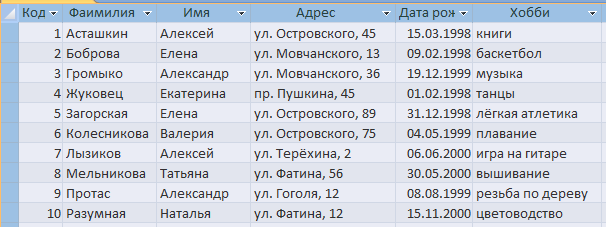 Код Фаимилия Имя Адрес Дата рож Хобби
1 Асташкин Алексей ул. Островского, 45 15.03.1998 книги
2 Боброва Елена ул. Мовчанского, 13 09.02.1998 баскетбол
3 Громыко Александр ул. Мовчанского, 36 19.12.1999 музыка
4 Жуковец Екатерина пр. Пушкина, 45 01.02.1998 танцы
5 Загорская Елена ул. Островского, 89 31.12.1998 лёгкая атлетика
6 Колесникова Валерия ул. Островского, 75 04.05.1999 плавание
7 Лызиков Алексей ул. Терёхина, 2 06.06.2000 игра на гитаре
8 Мельникова Татьяна ул. Фатина, 56 30.05.2000 вышивание
9 Протас Александр ул. Гоголя, 12 08.08.1999 резьба по дереву
10 Разумная Наталья ул. Фатина, 12 15.11.2000 цветоводство